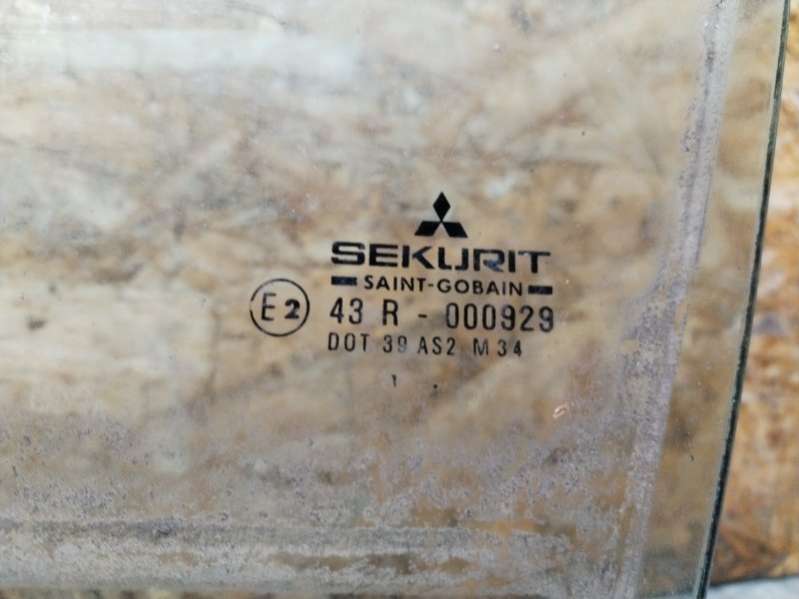 SEKURIT
SAINT-GOBAIN
E2 43 R - 000929
DOT 39 AS2 M34